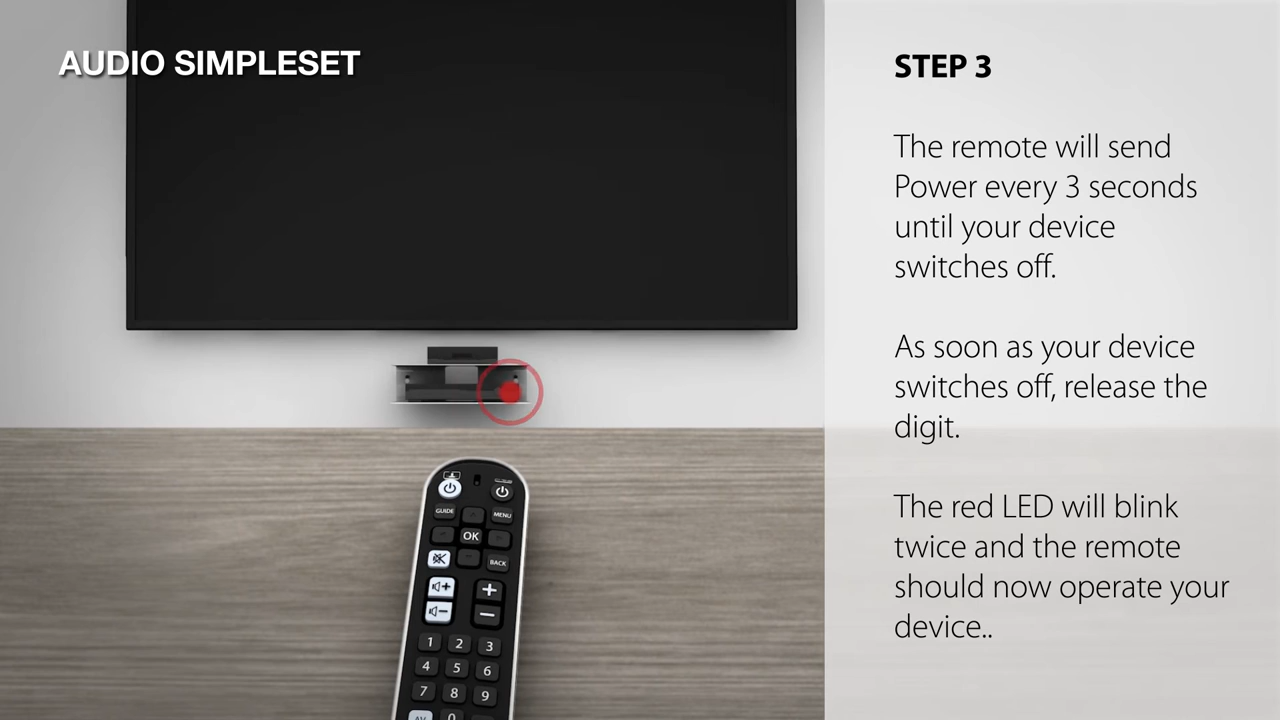 AUDIO SIMPLESET
STEP 3
The remote will send
Power every 3 seconds
until your device
switches off.
As soon as your device
switches off, release the
digit.
The red LED will blink
twice and the remote
should now operate your
device..
GUIDE
MENU
OK
BACK
+
+
−
−
1 2 3
4 5 6
7 8 9
AV 0